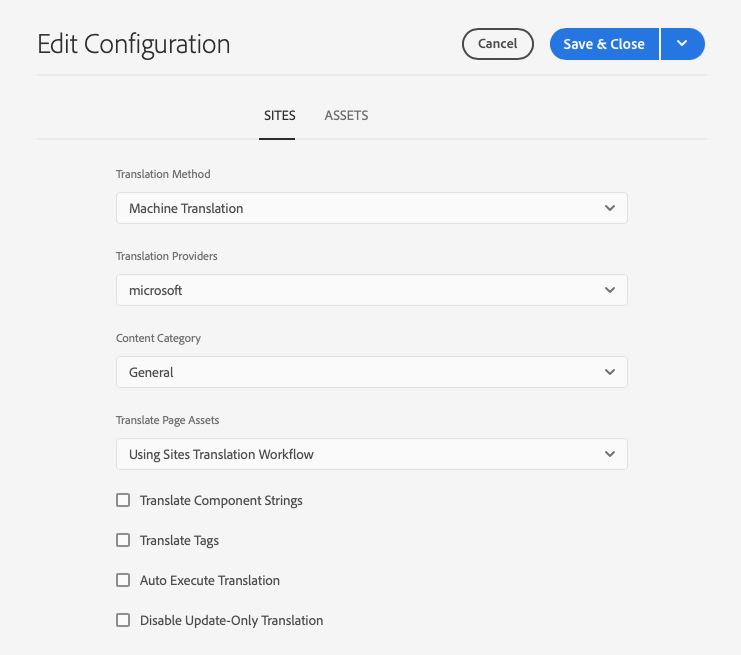 Edit Configuration
Cancel
Save & Close
SITES
ASSETS
Translation Method
Machine Translation
Translation Providers
microsoft
Content Category
General
Translate Page Assets
Using Sites Translation Workflow
Translate Component Strings
Translate Tags
Auto Execute Translation
Disable Update-Only Translation